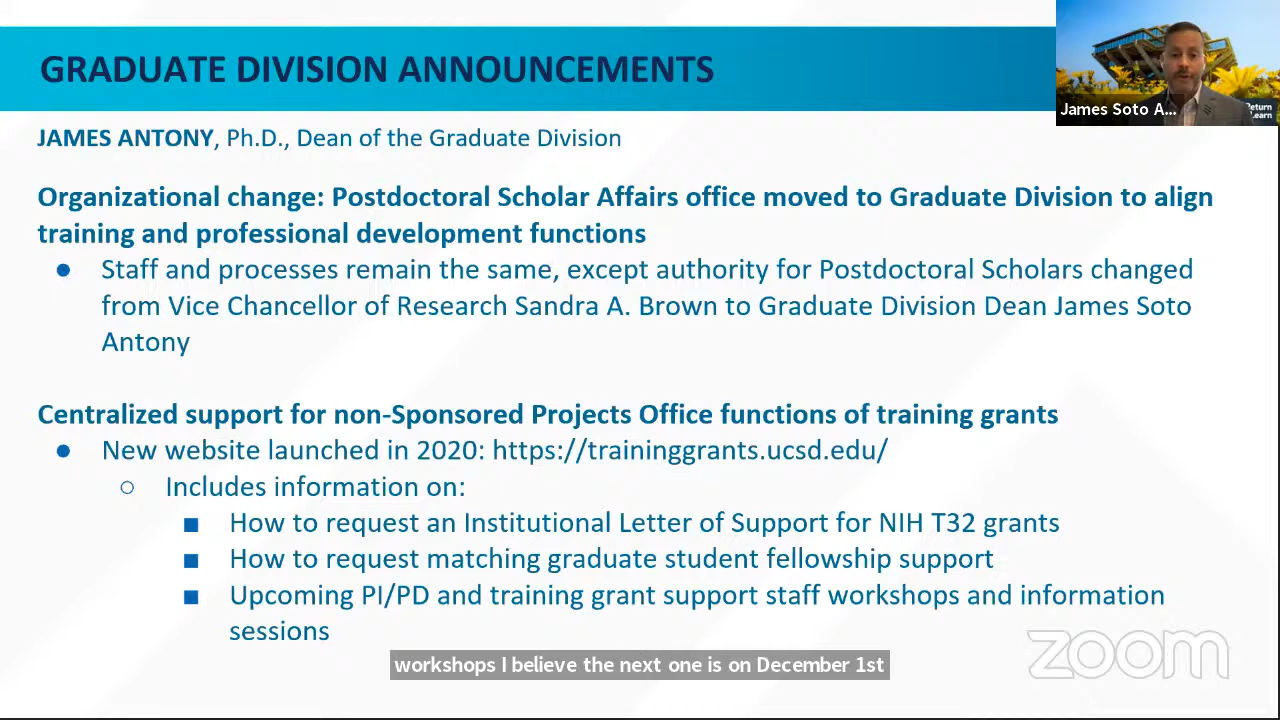 GRADUATE DIVISION ANNOUNCEMENTS
James Soto A...
Return
Learn
JAMES ANTONY, Ph.D., Dean of the Graduate Division
Organizational change: Postdoctoral Scholar Affairs office moved to Graduate Division to align
training and professional development functions
● Staff and processes remain the same, except authority for Postdoctoral Scholars changed
from Vice Chancellor of Research Sandra A. Brown to Graduate Division Dean James Soto
Antony
Centralized support for non-Sponsored Projects Office functions of training grants
● New website launched in 2020: https://traininggrants.ucsd.edu/
○ Includes information on:
■ How to request an Institutional Letter of Support for NIH T32 grants
■ How to request matching graduate student fellowship support
■ Upcoming PI/PD and training grant support staff workshops and information
sessions
workshops I believe the next one is on December 1st
zoom